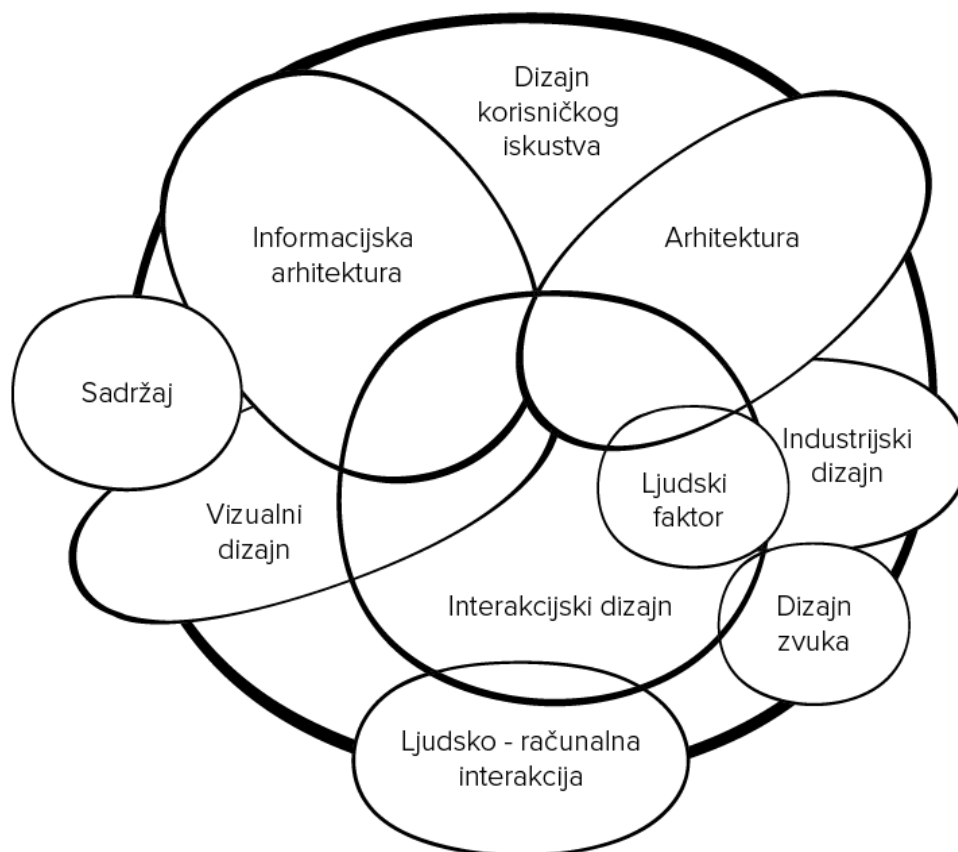 Dizajn
korisničkog
iskustva
Informacijska
arhitektura
Arhitektura
Sadržaj
Industrijski
dizajn
Ljudski
faktor
Vizualni
dizajn
Interakcijski dizajn
Dizajn
zvuka
Ljudsko - računalna
interakcija